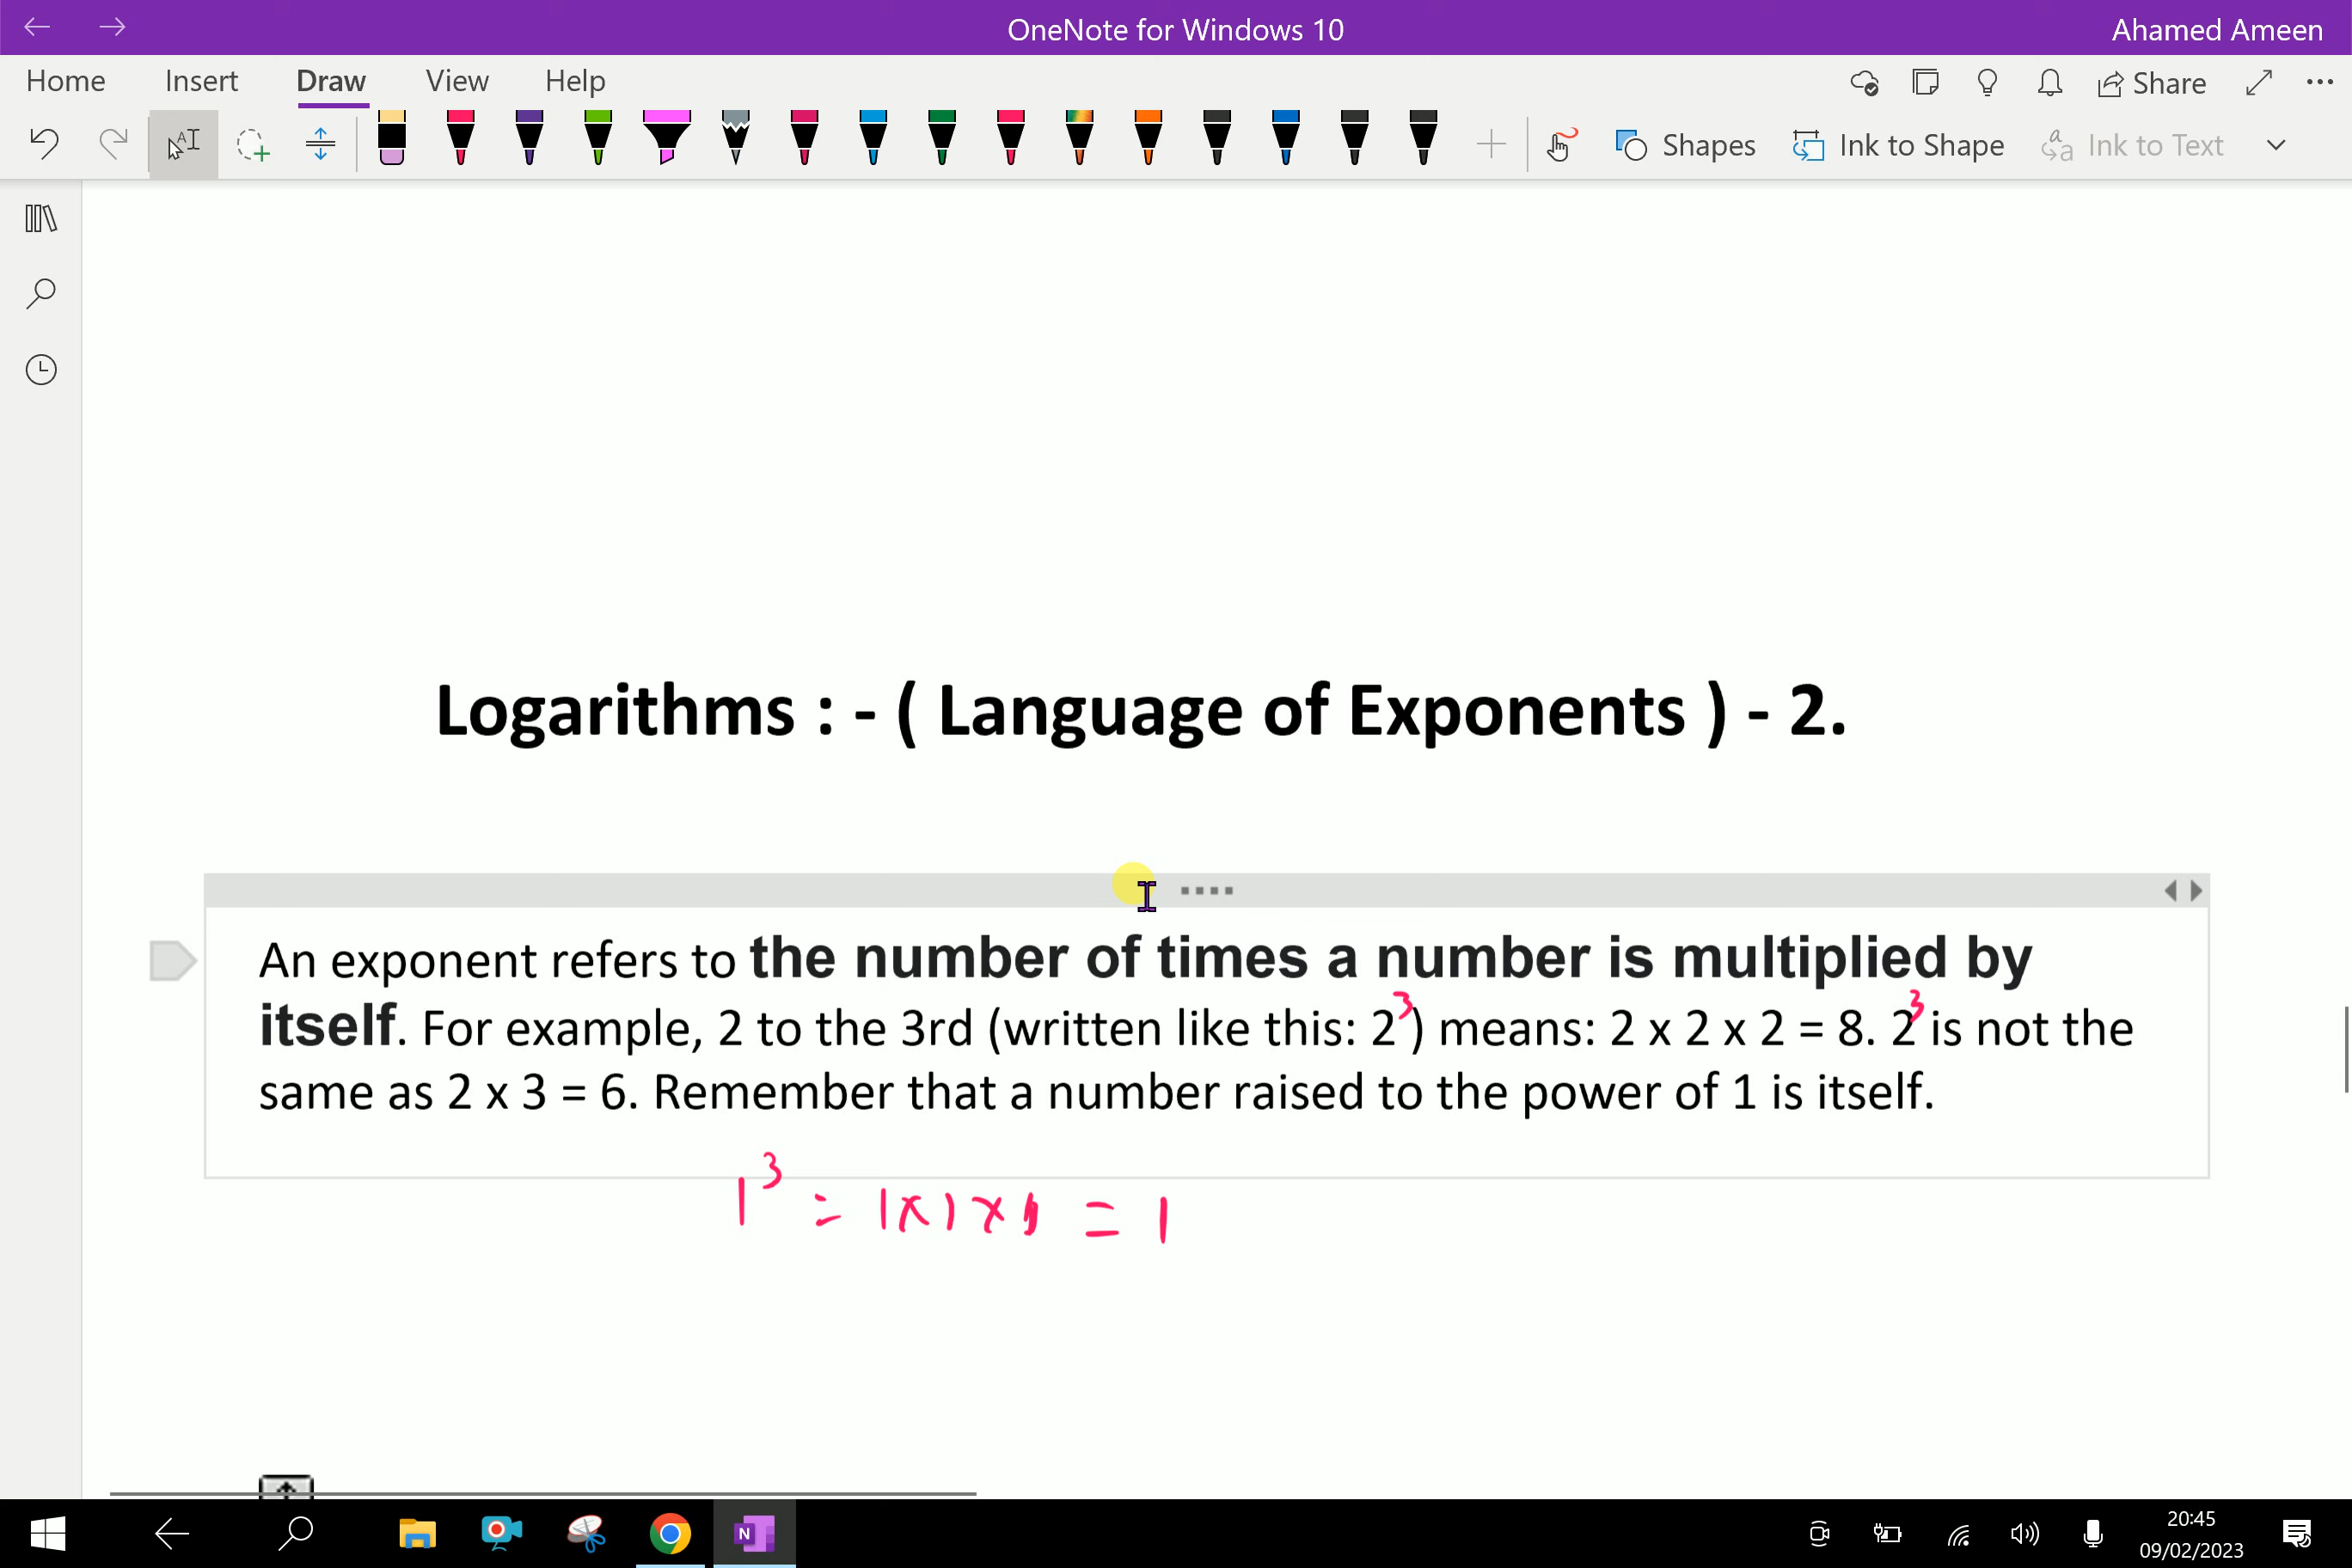 OneNote for Windows 10
Ahamed Ameen
Home Insert Draw View Help
Share
Shapes Ink to Shape Ink to Text
Logarithms : - ( Language of Exponents ) - 2.
An exponent refers to the number of times a number is multiplied by
itself. For example, 2 to the 3rd (written like this: 2³) means: 2 x 2 x 2 = 8. 2³ is not the
same as 2 x 3 = 6. Remember that a number raised to the power of 1 is itself.
1³ = 1x1x1 = 1
20:45
09/02/2023